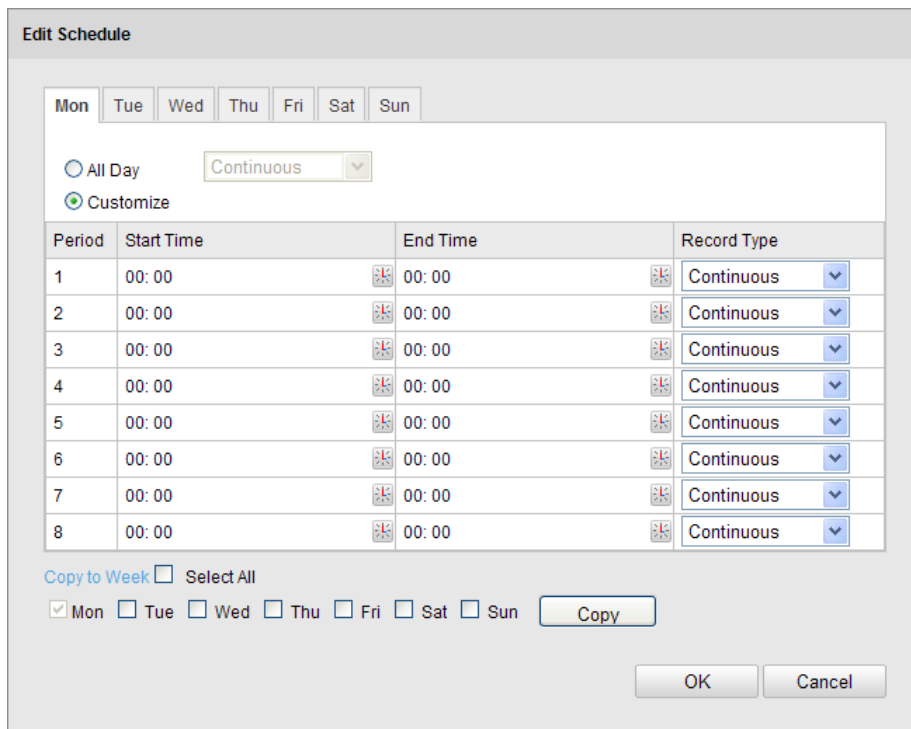 Edit Schedule
Mon Tue Wed Thu Fri Sat Sun
All Day Continuous
Customize
Period Start Time End Time Record Type
1 00: 00 00: 00 Continuous
2 00: 00 00: 00 Continuous
3 00: 00 00: 00 Continuous
4 00: 00 00: 00 Continuous
5 00: 00 00: 00 Continuous
6 00: 00 00: 00 Continuous
7 00: 00 00: 00 Continuous
8 00: 00 00: 00 Continuous
Copy to Week Select All
Mon Tue Wed Thu Fri Sat Sun Copy
OK Cancel